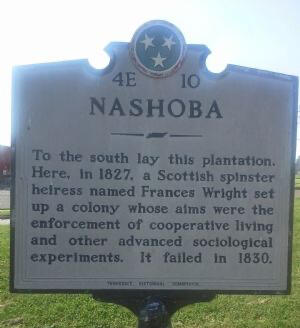 4E 10
NASHOBA
To the south lay this plantation.
Here, in 1827, a Scottish spinster
heiress named Frances Wright set
up a colony whose aims were the
enforcement of cooperative living
and other advanced sociological
experiments. It failed in 1830.
TENNESSEE HISTORICAL COMMISSION